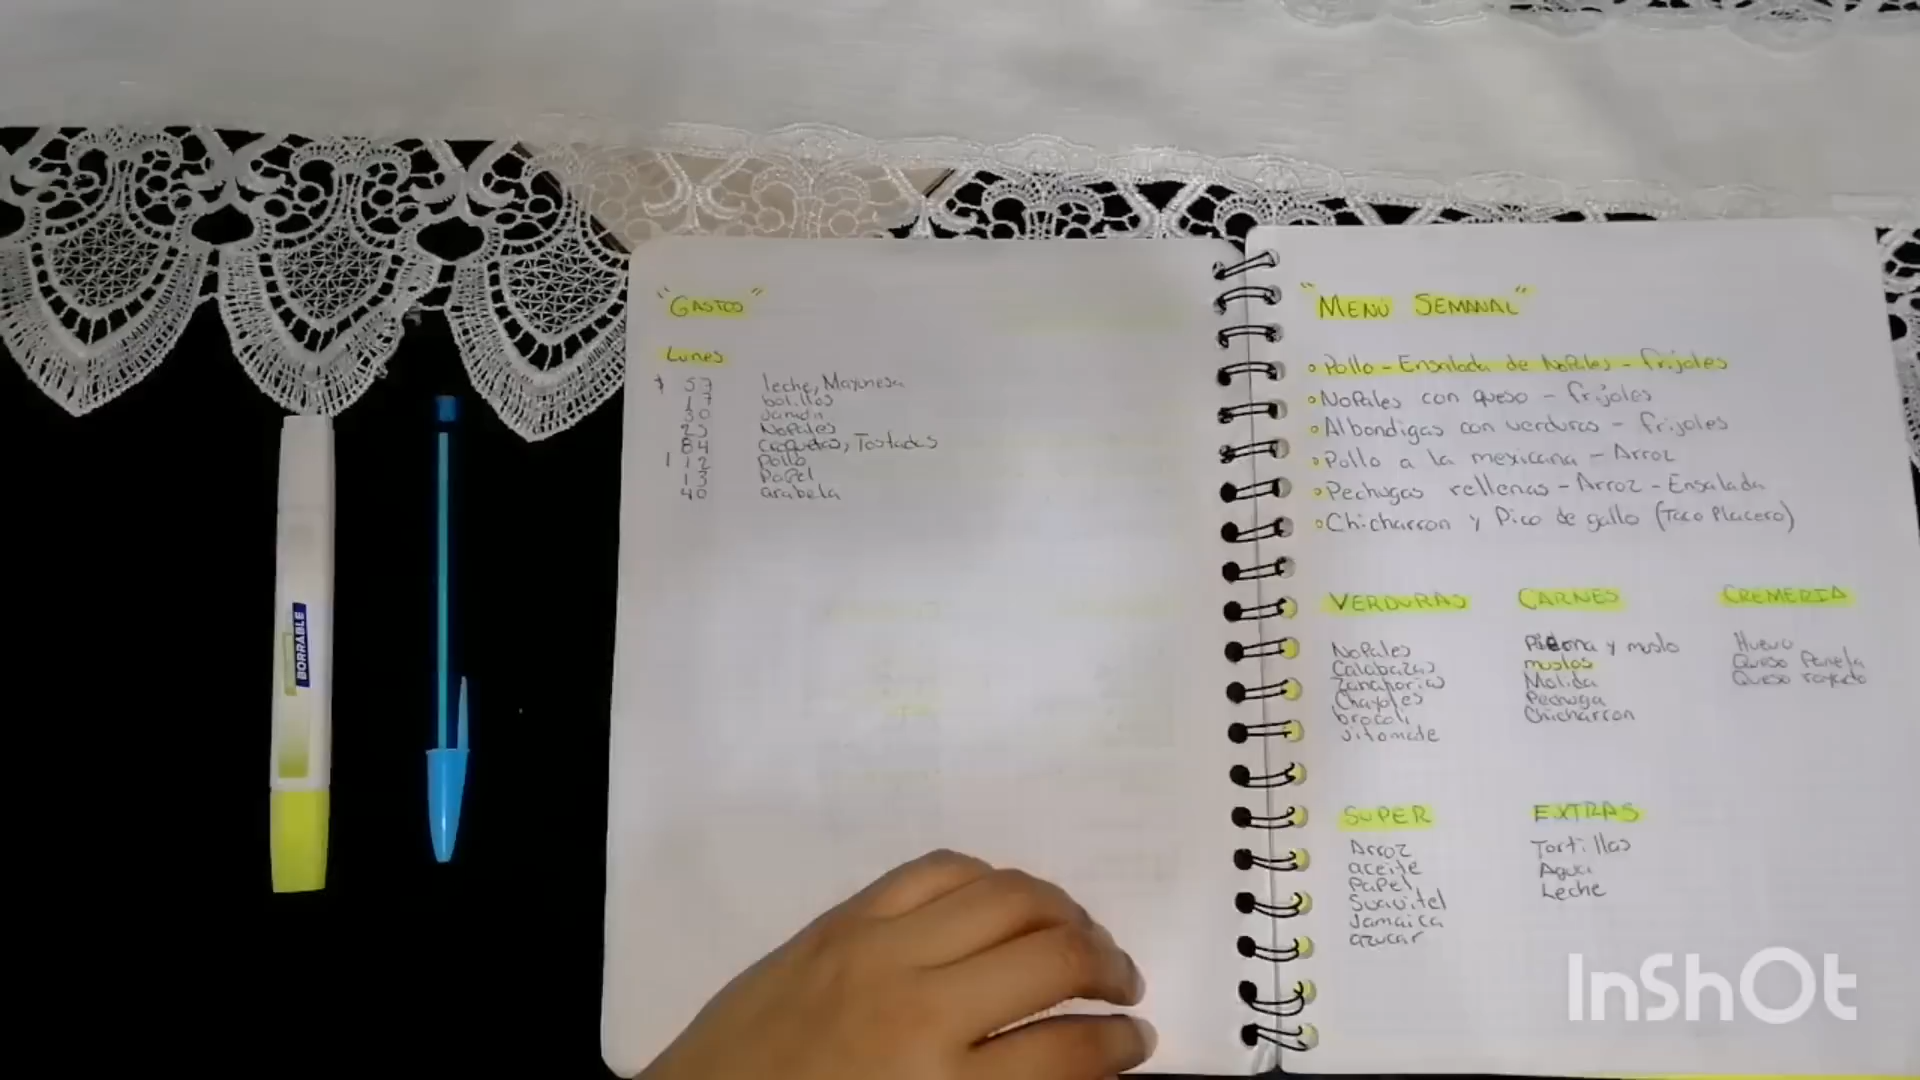 "GASTOS"
Lunes
$ 57 leche, Mayonesa
17 bolillos
30 Jamón
25 Nopales
84 Croquetas, Tostadas
112 Pollo
13 Papel
40 arabela
"MENÚ SEMANAL"
Pollo - Ensalada de Nopales - frijoles
Nopales con queso - frijoles
Albondigas con verduras - frijoles
Pollo a la mexicana - Arroz
Pechugas rellenas - Arroz - Ensalada
Chicharron y Pico de gallo (Taco Placero)
VERDURAS
Nopales
Calabazas
Zanahorias
Chayotes
brocoli
Jitomate
CARNES
y muslo
muslos
Molida
Pechuga
Chicharron
CREMERIA
Huevo
Queso Panela
Queso rayado
SUPER
Arroz
aceite
Papel
Suavitel
Jamaica
azucar
EXTRAS
Tortillas
Agua
Leche
BORRABLE
InShOt